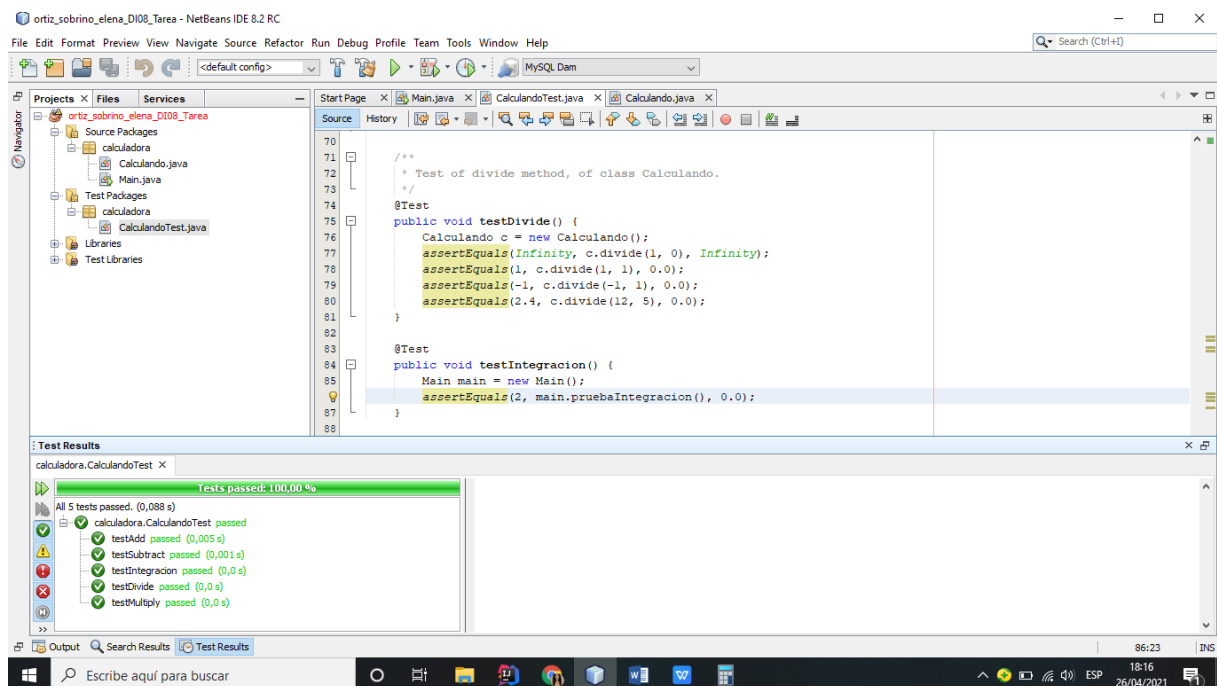 ortiz_sobrino_elena_DI08_Tarea - NetBeans IDE 8.2 RC
File Edit Format Preview View Navigate Source Refactor Run Debug Profile Team Tools Window Help
Search (Ctrl+I)
<default config>
MySQL Dam
Projects Files Services
Navigator
ortiz_sobrino_elena_DI08_Tarea
Source Packages
calculadora
Calculando.java
Main.java
Test Packages
calculadora
CalculandoTest.java
Libraries
Test Libraries
Start Page Main.java CalculandoTest.java Calculando.java
Source History
70
71 /**
72 * Test of divide method, of class Calculando.
73 */
74 @Test
75 public void testDivide() {
76 Calculando c = new Calculando();
77 assertEquals(Infinity, c.divide(1, 0), Infinity);
78 assertEquals(1, c.divide(1, 1), 0.0);
79 assertEquals(-1, c.divide(-1, 1), 0.0);
80 assertEquals(2.4, c.divide(12, 5), 0.0);
81 }
82
83 @Test
84 public void testIntegracion() {
85 Main main = new Main();
assertEquals(2, main.pruebaIntegracion(), 0.0);
87 }
88
Test Results
calculadora.CalculandoTest
Tests passed: 100,00 %
All 5 tests passed. (0,088 s)
calculadora.CalculandoTest passed
testAdd passed (0,005 s)
testSubtract passed (0,001 s)
testIntegracion passed (0,0 s)
testDivide passed (0,0 s)
testMultiply passed (0,0 s)
Output Search Results Test Results
86:23 INS
Escribe aquí para buscar
ESP
18:16
26/04/2021